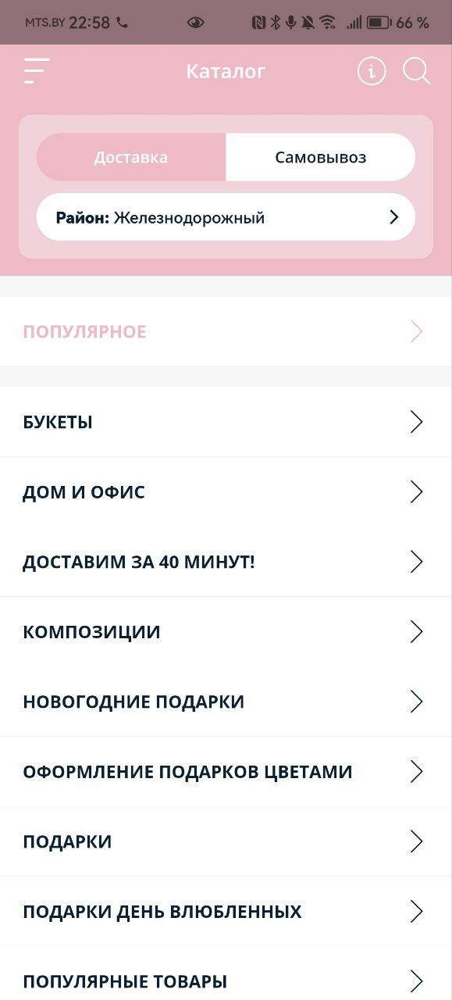 MTS.BY 22:58 66 %
Каталог
Доставка Самовывоз
Район: Железнодорожный
ПОПУЛЯРНОЕ
БУКЕТЫ
ДОМ И ОФИС
ДОСТАВИМ ЗА 40 МИНУТ!
КОМПОЗИЦИИ
НОВОГОДНИЕ ПОДАРКИ
ОФОРМЛЕНИЕ ПОДАРКОВ ЦВЕТАМИ
ПОДАРКИ
ПОДАРКИ ДЕНЬ ВЛЮБЛЕННЫХ
ПОПУЛЯРНЫЕ ТОВАРЫ